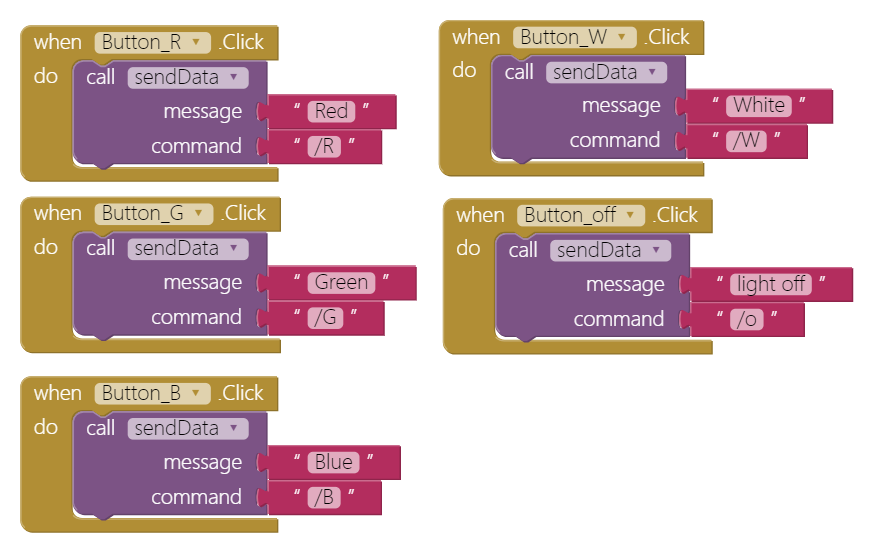 when Button_R .Click
do call sendData
message " Red "
command " /R "
when Button_G .Click
do call sendData
message " Green "
command " /G "
when Button_B .Click
do call sendData
message " Blue "
command " /B "
when Button_W .Click
do call sendData
message " White "
command " /W "
when Button_off .Click
do call sendData
message " light off "
command " /o "